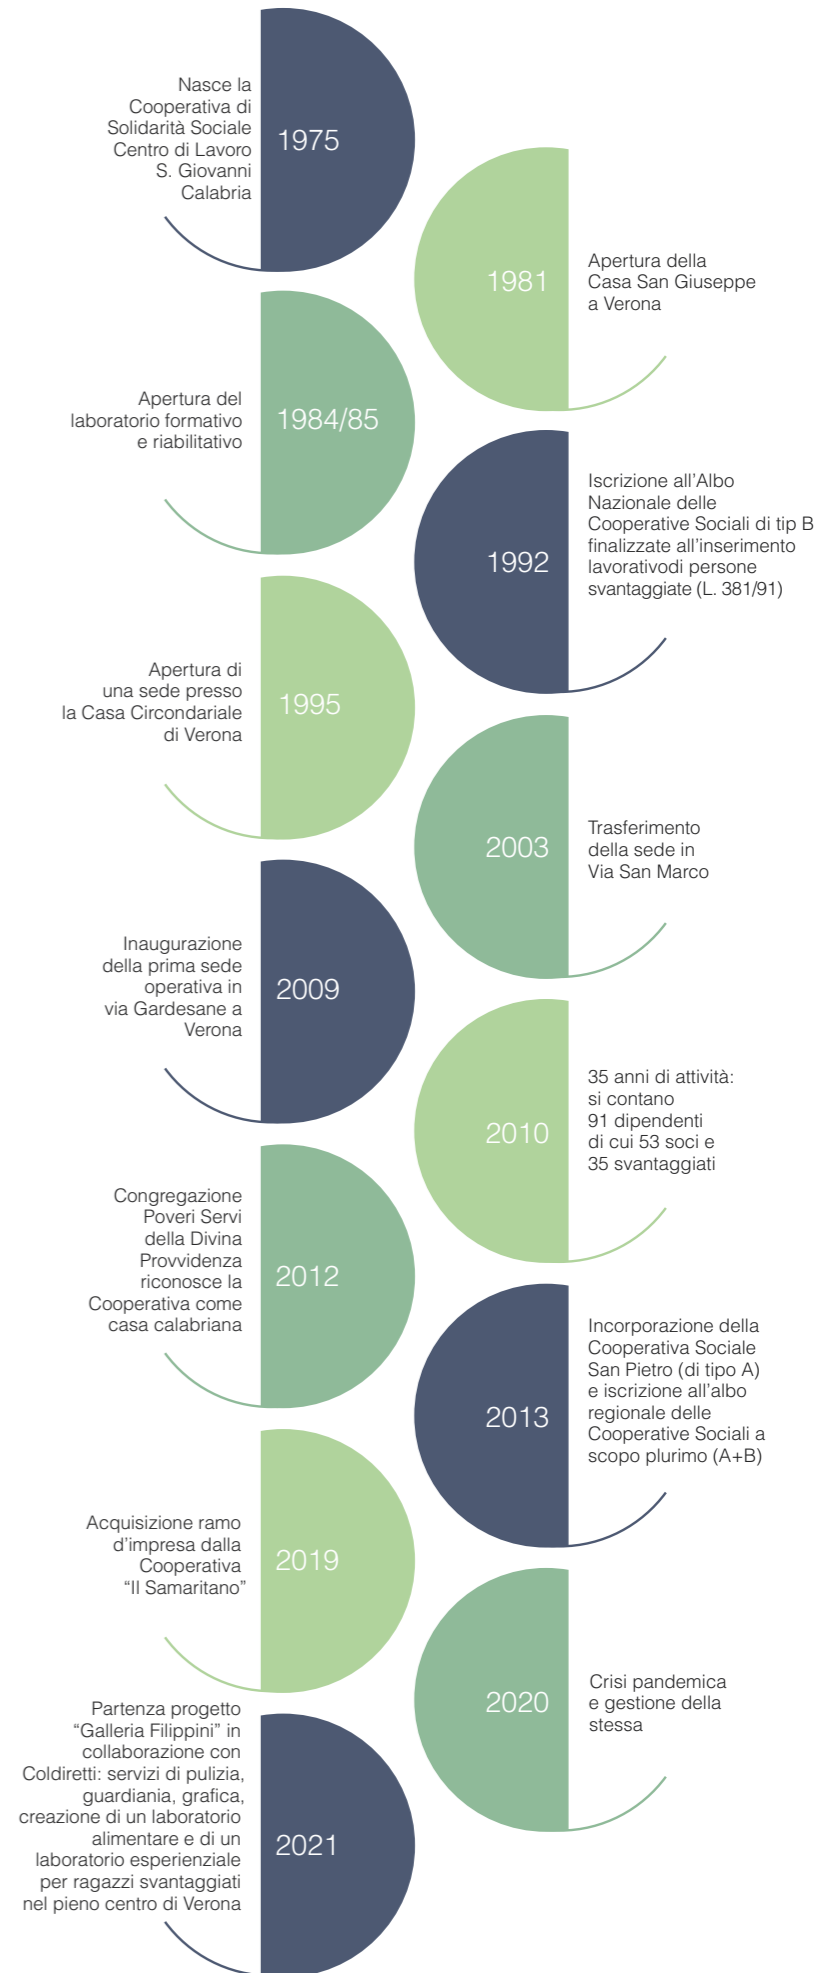 Nasce la
Cooperativa di
Solidarità Sociale
Centro di Lavoro
S. Giovanni
Calabria
1975
1981
Apertura della
Casa San Giuseppe
a Verona
Apertura del
laboratorio formativo
e riabilitativo
1984/85
1992
Iscrizione all'Albo
Nazionale delle
Cooperative Sociali di tip B
finalizzate all'inserimento
lavorativodi persone
svantaggiate (L. 381/91)
Apertura di
una sede presso
la Casa Circondariale
di Verona
1995
2003
Trasferimento
della sede in
Via San Marco
Inaugurazione
della prima sede
operativa in
via Gardesane a
Verona
2009
2010
35 anni di attività:
si contano
91 dipendenti
di cui 53 soci e
35 svantaggiati
Congregazione
Poveri Servi
della Divina
Provvidenza
riconosce la
Cooperativa come
casa calabriana
2012
2013
Incorporazione della
Cooperativa Sociale
San Pietro (di tipo A)
e iscrizione all'albo
regionale delle
Cooperative Sociali a
scopo plurimo (A+B)
Acquisizione ramo
d'impresa dalla
Cooperativa
“Il Samaritano”
2019
2020
Crisi pandemica
e gestione della
stessa
Partenza progetto
“Galleria Filippini” in
collaborazione con
Coldiretti: servizi di pulizia,
guardiania, grafica,
creazione di un laboratorio
alimentare e di un
laboratorio esperienziale
per ragazzi svantaggiati
nel pieno centro di Verona
2021